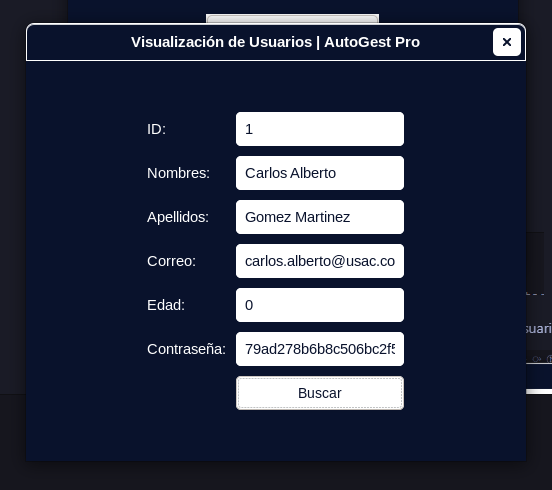 Visualización de Usuarios | AutoGest Pro
ID: 1
Nombres: Carlos Alberto
Apellidos: Gomez Martinez
Correo: carlos.alberto@usac.co
Edad: 0
Contraseña: 79ad278b6b8c506bc2f5
Buscar
suari